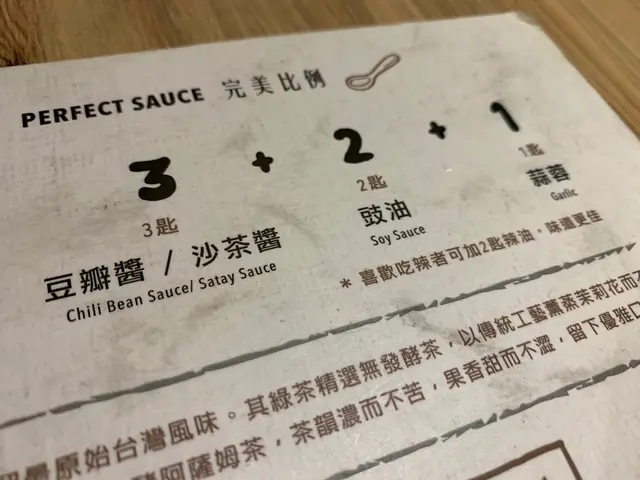 PERFECT SAUCE 完美比例
3 + 2 + 1
3匙 2匙 1匙
豆瓣醬 / 沙茶醬 豉油 蒜蓉
Chili Bean Sauce/ Satay Sauce Soy Sauce Garlic
* 喜歡吃辣者可加2匙辣油，味道更佳
原始台灣風味。其綠茶精選無發酵茶，以傳統工藝薰蒸茉莉花而
阿薩姆茶，茶韻濃而不苦，果香甜而不澀，留下優雅口